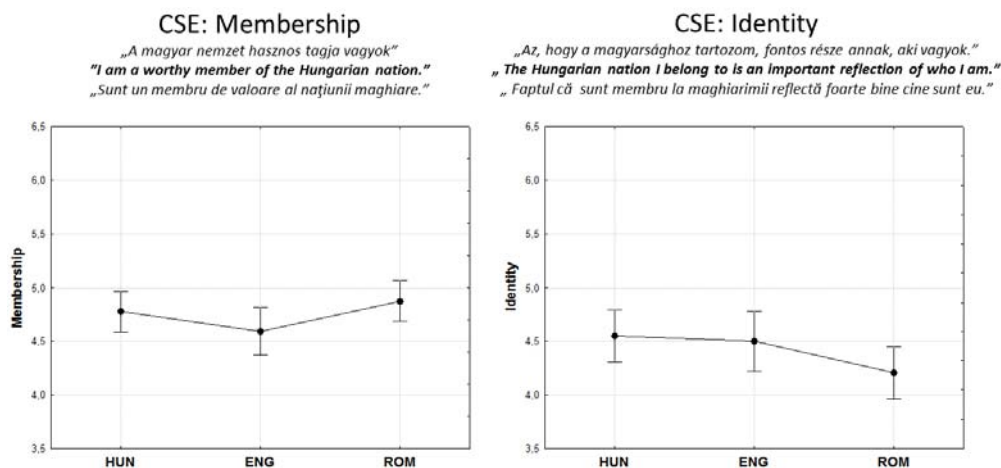 CSE: Membership
„A magyar nemzet hasznos tagja vagyok”
”I am a worthy member of the Hungarian nation.”
„Sunt un membru de valoare al naţiunii maghiare.”
6,5
6,0
5,5
5,0
4,5
4,0
3,5
Membership
HUN ENG ROM
CSE: Identity
„Az, hogy a magyarsághoz tartozom, fontos része annak, aki vagyok.”
„ The Hungarian nation I belong to is an important reflection of who I am.”
„ Faptul că sunt membru la maghiarimii reflectă foarte bine cine sunt eu.”
6,5
6,0
5,5
5,0
4,5
4,0
3,5
Identity
HUN ENG ROM